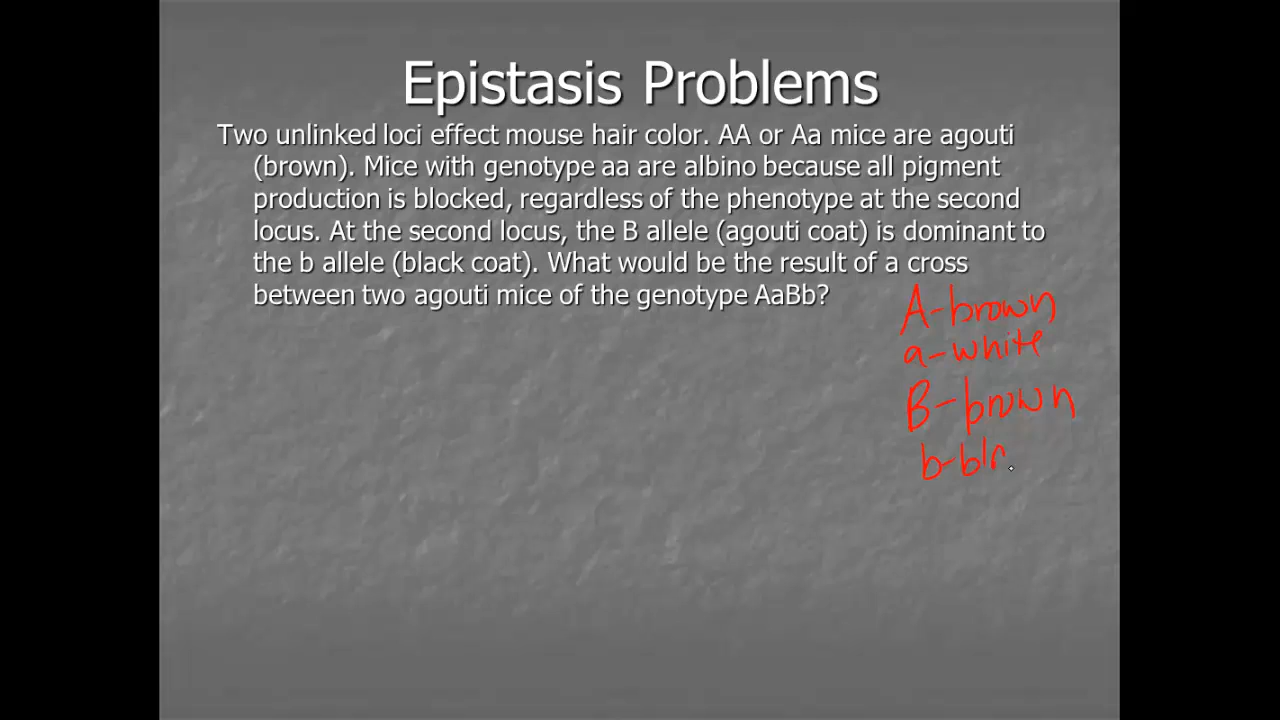 Epistasis Problems
Two unlinked loci effect mouse hair color. AA or Aa mice are agouti
(brown). Mice with genotype aa are albino because all pigment
production is blocked, regardless of the phenotype at the second
locus. At the second locus, the B allele (agouti coat) is dominant to
the b allele (black coat). What would be the result of a cross
between two agouti mice of the genotype AaBb?
A-brown
a-white
B-brown
b-bla